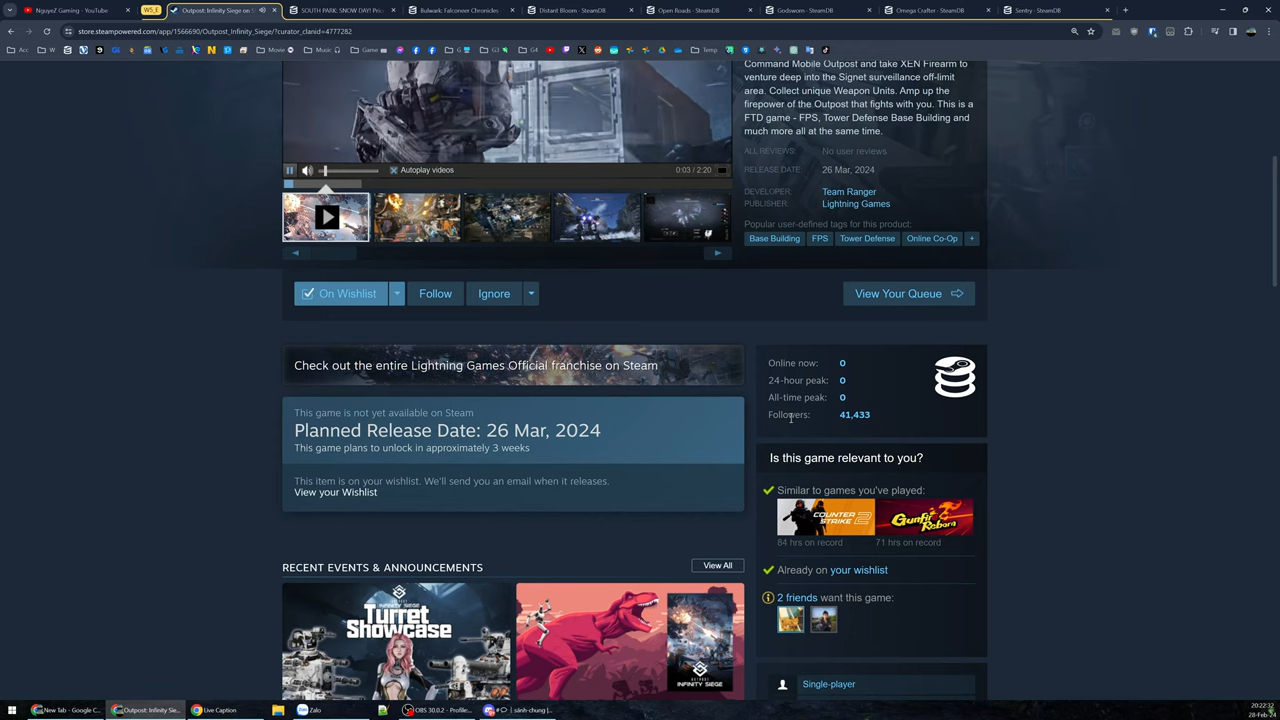 NguyeZ Gaming - YouTube
W5_E
Outpost: Infinity Siege on S
SOUTH PARK: SNOW DAY! Pric
Bulwark: Falconeer Chronicles
Distant Bloom - SteamDB
Open Roads - SteamDB
Godsworn - SteamDB
Omega Crafter - SteamDB
Sentry - SteamDB
store.steampowered.com/app/1566690/Outpost_Infinity_Siege/?curator_clanid=4777282
Acc
W
Movie
Music
Game
G
G3
G4
Temp
Command Mobile Outpost and take XEN Firearm to
venture deep into the Signet surveillance off-limit
area. Collect unique Weapon Units. Amp up the
firepower of the Outpost that fights with you. This is a
FTD game - FPS, Tower Defense Base Building and
much more all at the same time.
ALL REVIEWS: No user reviews
RELEASE DATE: 26 Mar, 2024
DEVELOPER: Team Ranger
PUBLISHER: Lightning Games
Popular user-defined tags for this product:
Base Building FPS Tower Defense Online Co-Op +
Autoplay videos
0:03 / 2:20
On Wishlist
Follow
Ignore
View Your Queue
Check out the entire Lightning Games Official franchise on Steam
This game is not yet available on Steam
Planned Release Date: 26 Mar, 2024
This game plans to unlock in approximately 3 weeks
This item is on your wishlist. We'll send you an email when it releases.
View your Wishlist
Online now: 0
24-hour peak: 0
All-time peak: 0
Followers: 41,433
Is this game relevant to you?
Similar to games you've played:
COUNTER STRIKE 2
Gunfire Reborn
84 hrs on record
71 hrs on record
Already on your wishlist
2 friends want this game:
Single-player
RECENT EVENTS & ANNOUNCEMENTS
View All
Turret
Showcase
OUTPOST
INFINITY SIEGE
New Tab - Google C...
Outpost: Infinity Sie...
Live Caption
Zalo
OBS 30.0.2 - Profile...
sảnh-chung | ...
20:22:32
28-Feb-24